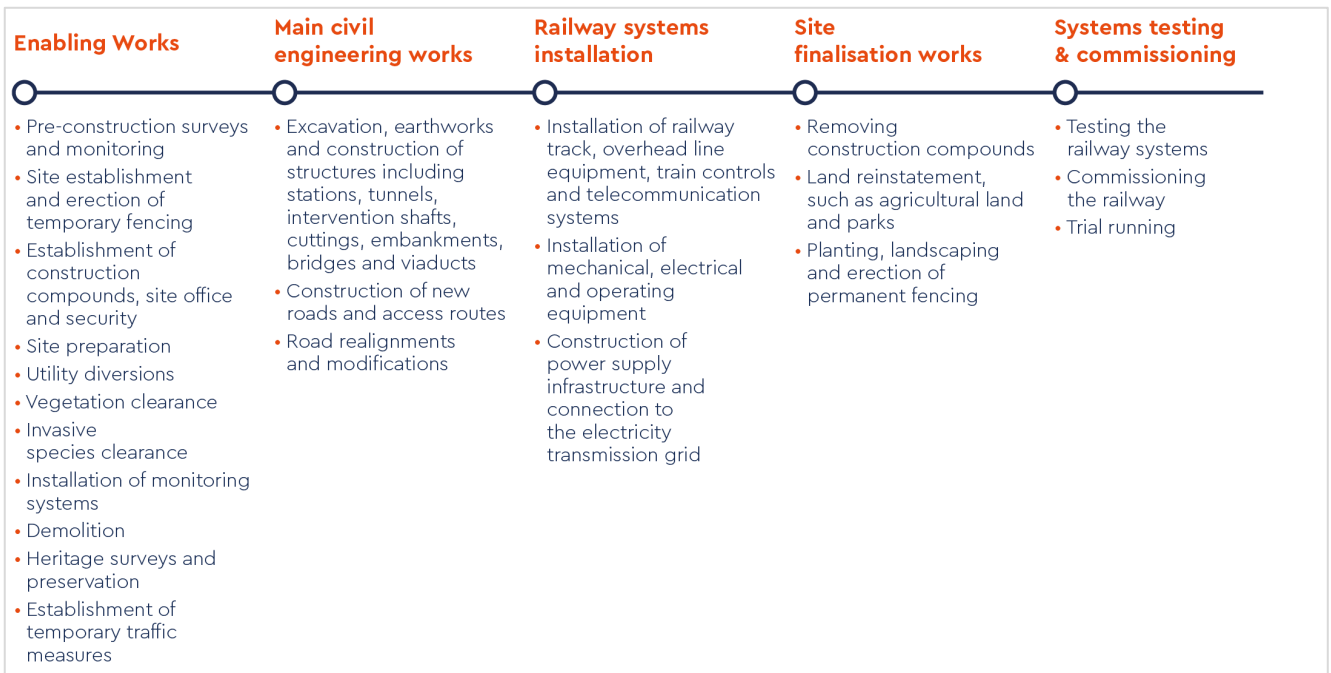 Enabling Works
• Pre-construction surveys
and monitoring
• Site establishment
and erection of
temporary fencing
• Establishment of
construction
compounds, site office
and security
• Site preparation
• Utility diversions
• Vegetation clearance
• Invasive
species clearance
• Installation of monitoring
systems
• Demolition
• Heritage surveys and
preservation
• Establishment of
temporary traffic
measures
Main civil
engineering works
• Excavation, earthworks
and construction of
structures including
stations, tunnels,
intervention shafts,
cuttings, embankments,
bridges and viaducts
• Construction of new
roads and access routes
• Road realignments
and modifications
Railway systems
installation
• Installation of railway
track, overhead line
equipment, train controls
and telecommunication
systems
• Installation of
mechanical, electrical
and operating
equipment
• Construction of
power supply
infrastructure and
connection to
the electricity
transmission grid
Site
finalisation works
• Removing
construction compounds
• Land reinstatement,
such as agricultural land
and parks
• Planting, landscaping
and erection of
permanent fencing
Systems testing
& commissioning
• Testing the
railway systems
• Commissioning
the railway
• Trial running